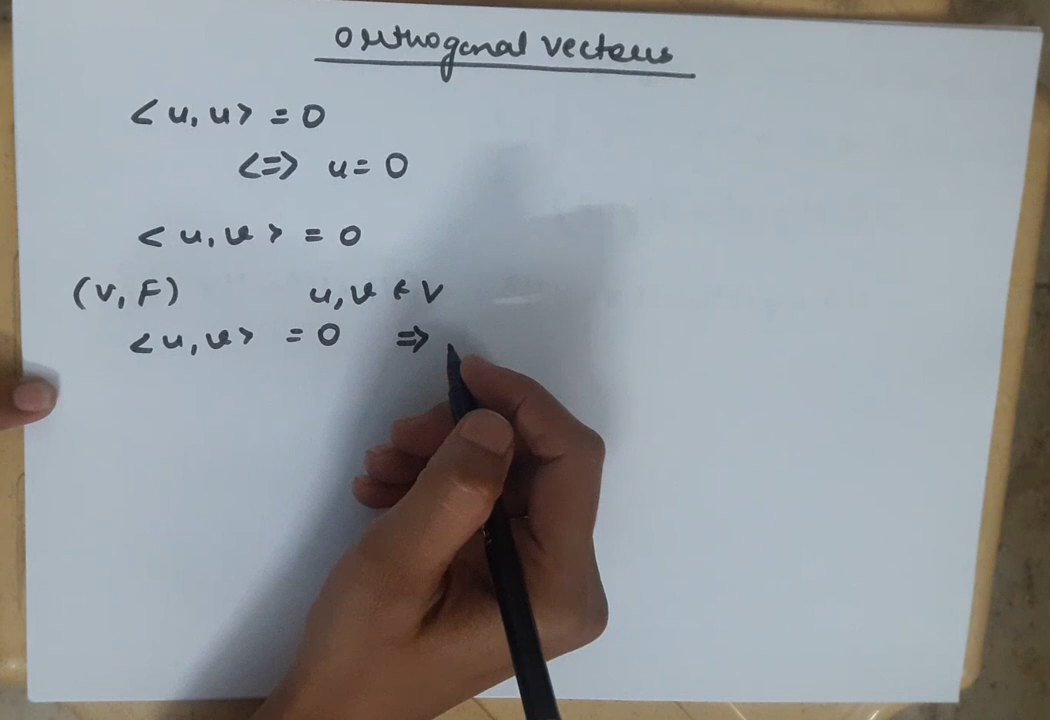 Orthogonal vectors
< u, u > = 0
<=> u = 0
< u, v > = 0
(V, F) u, v ∈ V
< u, v > = 0 =>